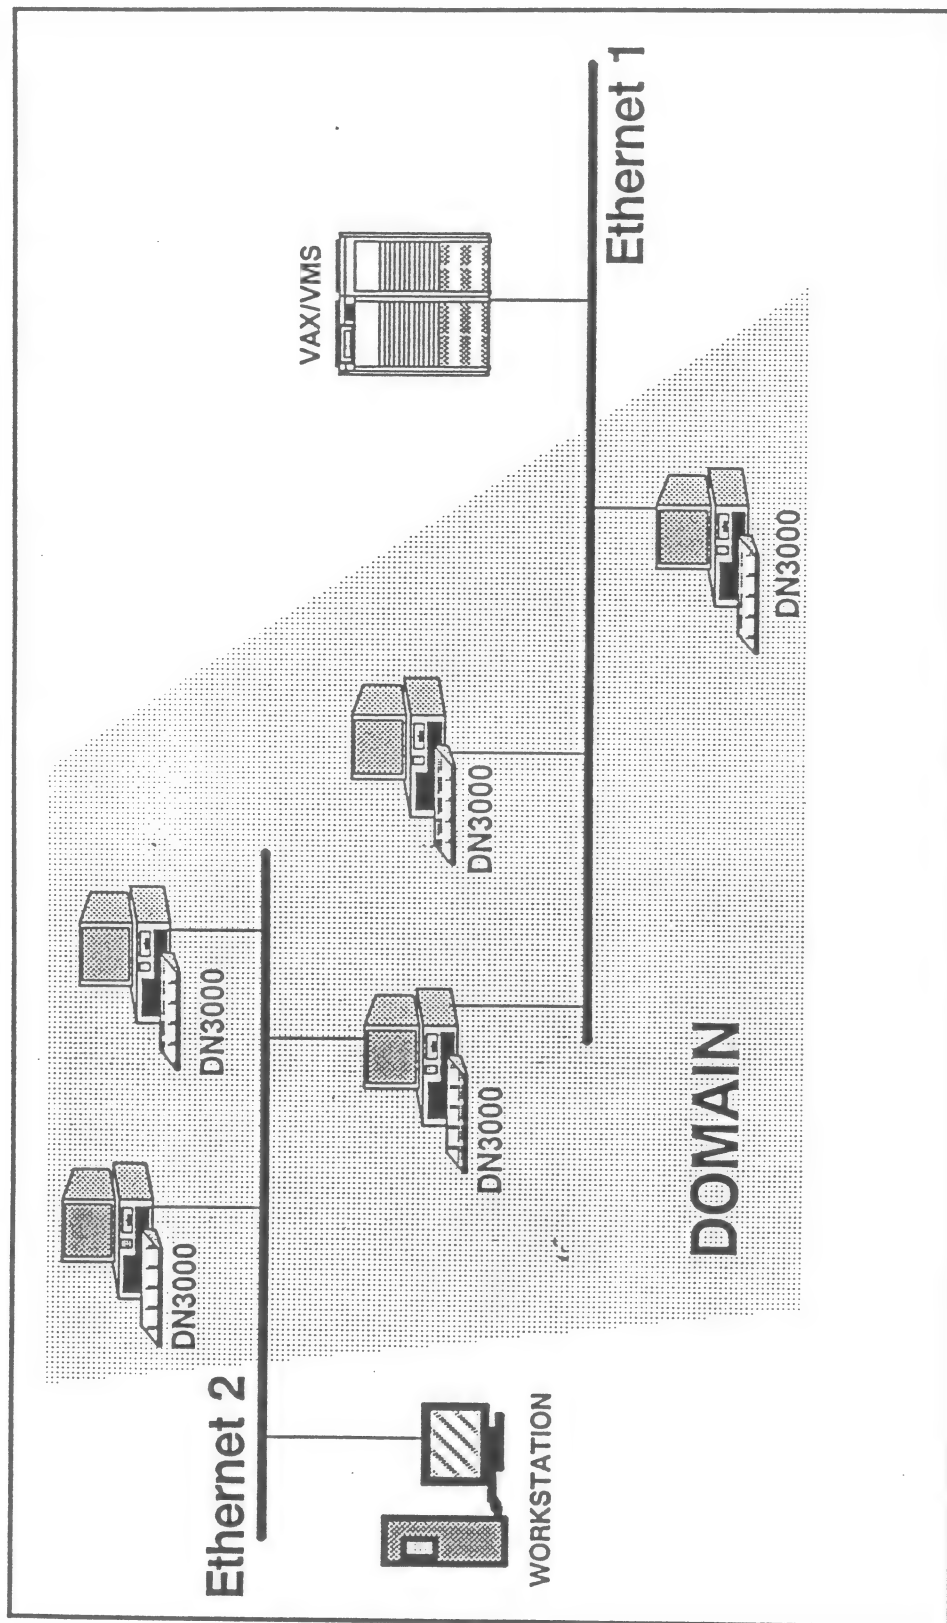 Ethernet 2
DN3000
DN3000
WORKSTATION
DN3000
DN3000
VAX/VMS
DOMAIN
DN3000
Ethernet 1